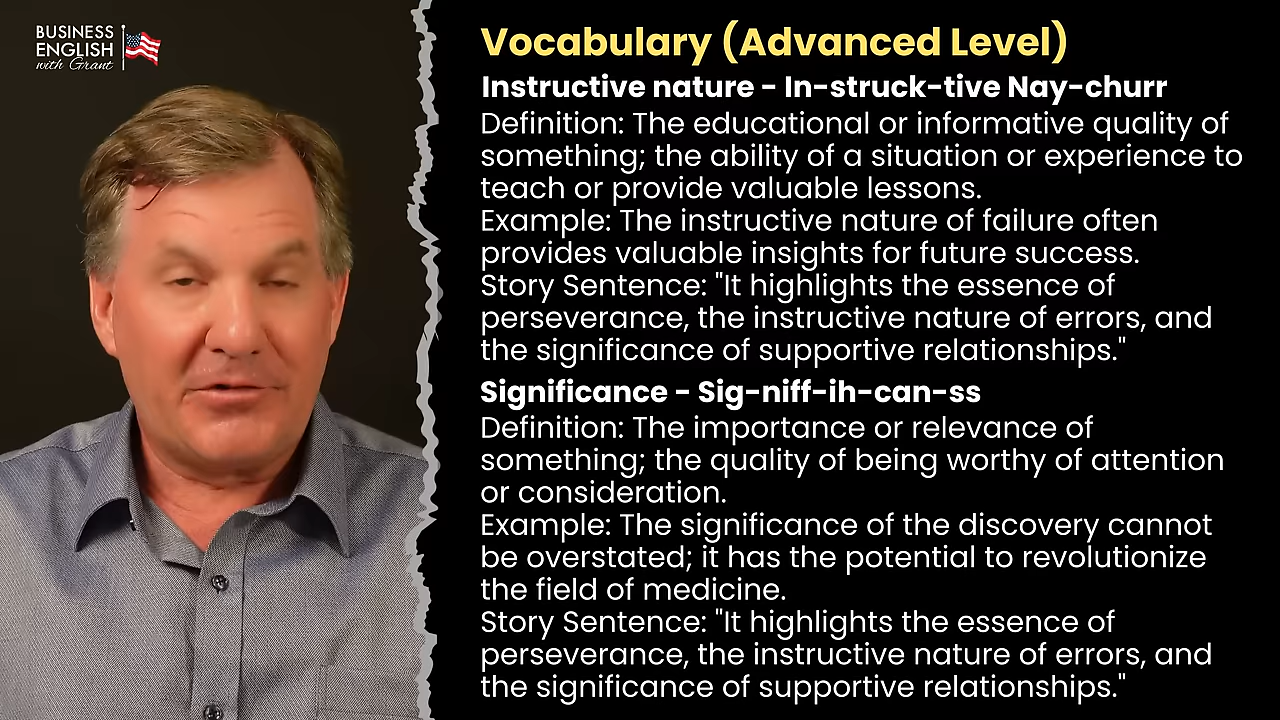 BUSINESS
ENGLISH
with Grant
Vocabulary (Advanced Level)
Instructive nature - In-struck-tive Nay-churr
Definition: The educational or informative quality of
something; the ability of a situation or experience to
teach or provide valuable lessons.
Example: The instructive nature of failure often
provides valuable insights for future success.
Story Sentence: "It highlights the essence of
perseverance, the instructive nature of errors, and
the significance of supportive relationships."
Significance - Sig-niff-ih-can-ss
Definition: The importance or relevance of
something; the quality of being worthy of attention
or consideration.
Example: The significance of the discovery cannot
be overstated; it has the potential to revolutionize
the field of medicine.
Story Sentence: "It highlights the essence of
perseverance, the instructive nature of errors, and
the significance of supportive relationships."